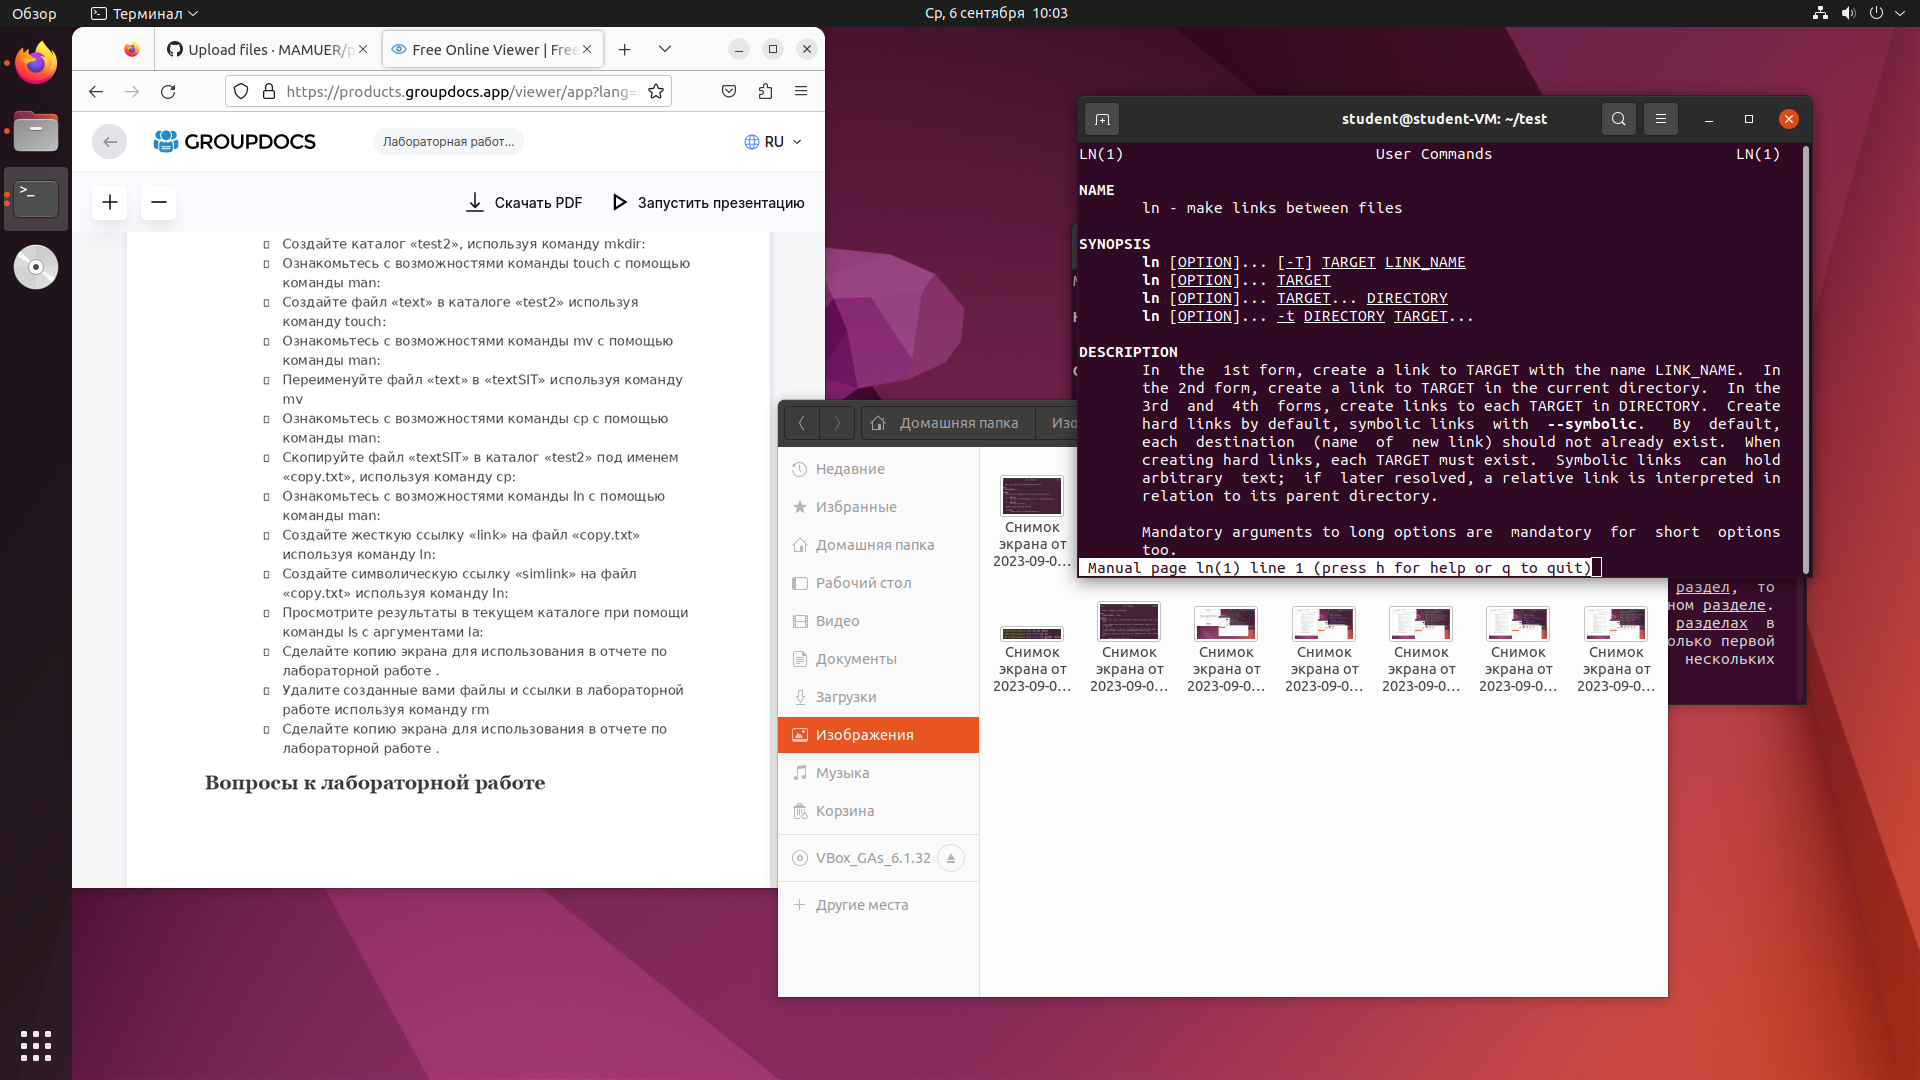 Обзор
Терминал
Ср, 6 сентября 10:03
Upload files · MAMUER/p
Free Online Viewer | Free
https://products.groupdocs.app/viewer/app?lang=
GROUPDOCS
Лабораторная работ...
RU
Скачать PDF
Запустить презентацию
Создайте каталог «test2», используя команду mkdir:
Ознакомьтесь с возможностями команды touch с помощью
команды man:
Создайте файл «text» в каталоге «test2» используя
команду touch:
Ознакомьтесь с возможностями команды mv с помощью
команды man:
Переименуйте файл «text» в «textSIT» используя команду
mv
Ознакомьтесь с возможностями команды cp с помощью
команды man:
Скопируйте файл «textSIT» в каталог «test2» под именем
«copy.txt», используя команду cp:
Ознакомьтесь с возможностями команды ln с помощью
команды man:
Создайте жесткую ссылку «link» на файл «copy.txt»
используя команду ln:
Создайте символическую ссылку «simlink» на файл
«copy.txt» используя команду ln:
Просмотрите результаты в текущем каталоге при помощи
команды ls с аргументами la:
Сделайте копию экрана для использования в отчете по
лабораторной работе .
Удалите созданные вами файлы и ссылки в лабораторной
работе используя команду rm
Сделайте копию экрана для использования в отчете по
лабораторной работе .
Вопросы к лабораторной работе
student@student-VM: ~/test
LN(1) User Commands LN(1)
NAME
ln - make links between files
SYNOPSIS
ln [OPTION]... [-T] TARGET LINK_NAME
ln [OPTION]... TARGET
ln [OPTION]... TARGET... DIRECTORY
ln [OPTION]... -t DIRECTORY TARGET...
DESCRIPTION
In the 1st form, create a link to TARGET with the name LINK_NAME. In
the 2nd form, create a link to TARGET in the current directory. In the
3rd and 4th forms, create links to each TARGET in DIRECTORY. Create
hard links by default, symbolic links with --symbolic. By default,
each destination (name of new link) should not already exist. When
creating hard links, each TARGET must exist. Symbolic links can hold
arbitrary text; if later resolved, a relative link is interpreted in
relation to its parent directory.
Mandatory arguments to long options are mandatory for short options
too.
Manual page ln(1) line 1 (press h for help or q to quit)
раздел, то
ном разделе.
разделах в
олько первой
нескольких
Домашняя папка
Изо
Недавние
Избранные
Домашняя папка
Рабочий стол
Видео
Документы
Загрузки
Изображения
Музыка
Корзина
VBox_GAs_6.1.32
Другие места
Снимок
экрана от
2023-09-0...
Снимок
экрана от
2023-09-0...
Снимок
экрана от
2023-09-0...
Снимок
экрана от
2023-09-0...
Снимок
экрана от
2023-09-0...
Снимок
экрана от
2023-09-0...
Снимок
экрана от
2023-09-0...
Снимок
экрана от
2023-09-0...